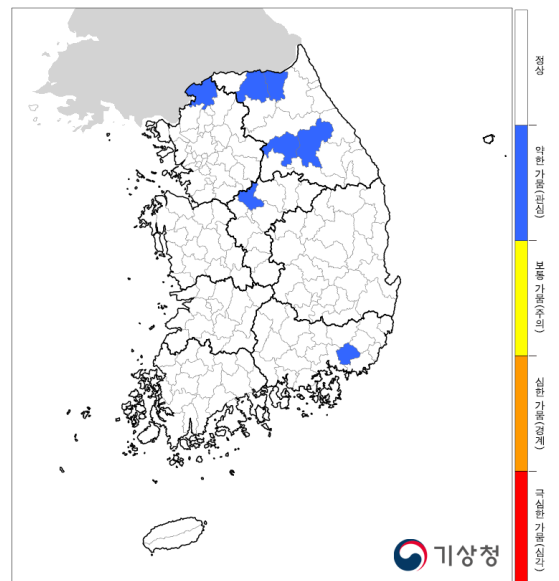 정상
약한 가뭄(관심)
보통 가뭄(주의)
심한 가뭄(경계)
극심한 가뭄(심각)
기상청